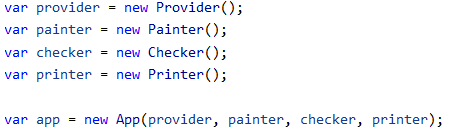 var provider = new Provider();
var painter = new Painter();
var checker = new Checker();
var printer = new Printer();
var app = new App(provider, painter, checker, printer);